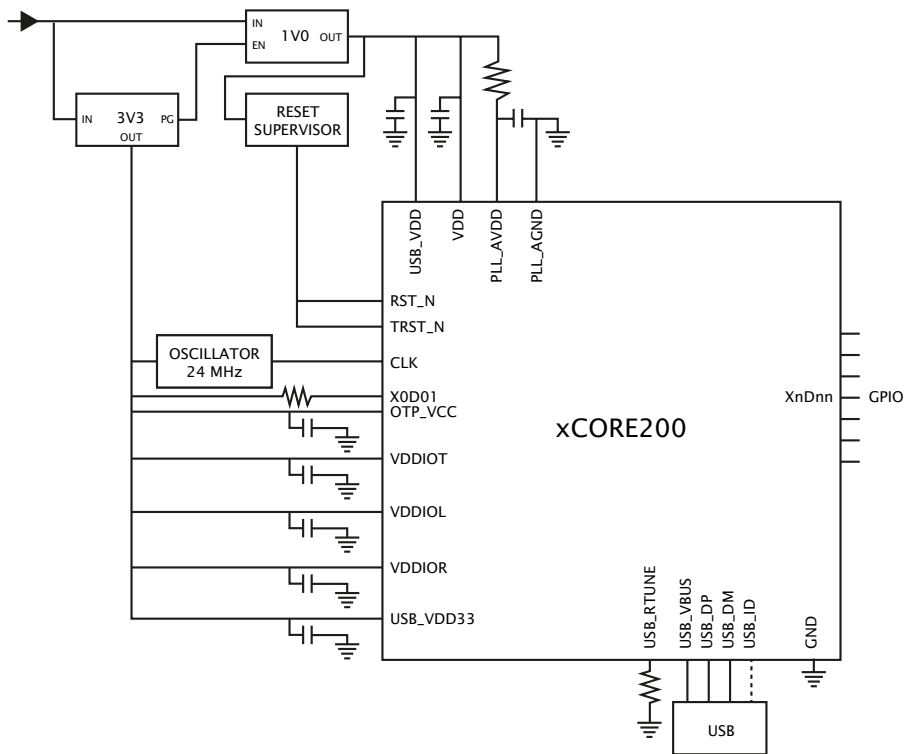 IN
EN
1V0
OUT
IN
3V3
PG
OUT
RESET
SUPERVISOR
USB_VDD
VDD
PLL_AVDD
PLL_AGND
RST_N
TRST_N
OSCILLATOR
24 MHz
CLK
X0D01
OTP_VCC
VDDIOT
VDDIOL
VDDIOR
USB_VDD33
xCORE200
XnDnn
GPIO
USB_RTUNE
USB_VBUS
USB_DP
USB_DM
USB_ID
GND
USB